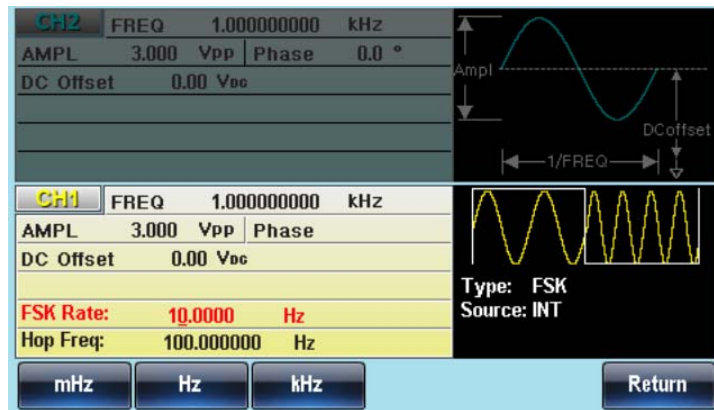 CH2 FREQ 1.000000000 kHz
AMPL 3.000 Vpp Phase 0.0 °
DC Offset 0.00 VDC
Ampl
DCoffset
1/FREQ
CH1 FREQ 1.000000000 kHz
AMPL 3.000 Vpp Phase
DC Offset 0.00 VDC
Type: FSK
FSK Rate: 10.0000 Hz
Source: INT
Hop Freq: 100.000000 Hz
mHz Hz kHz Return